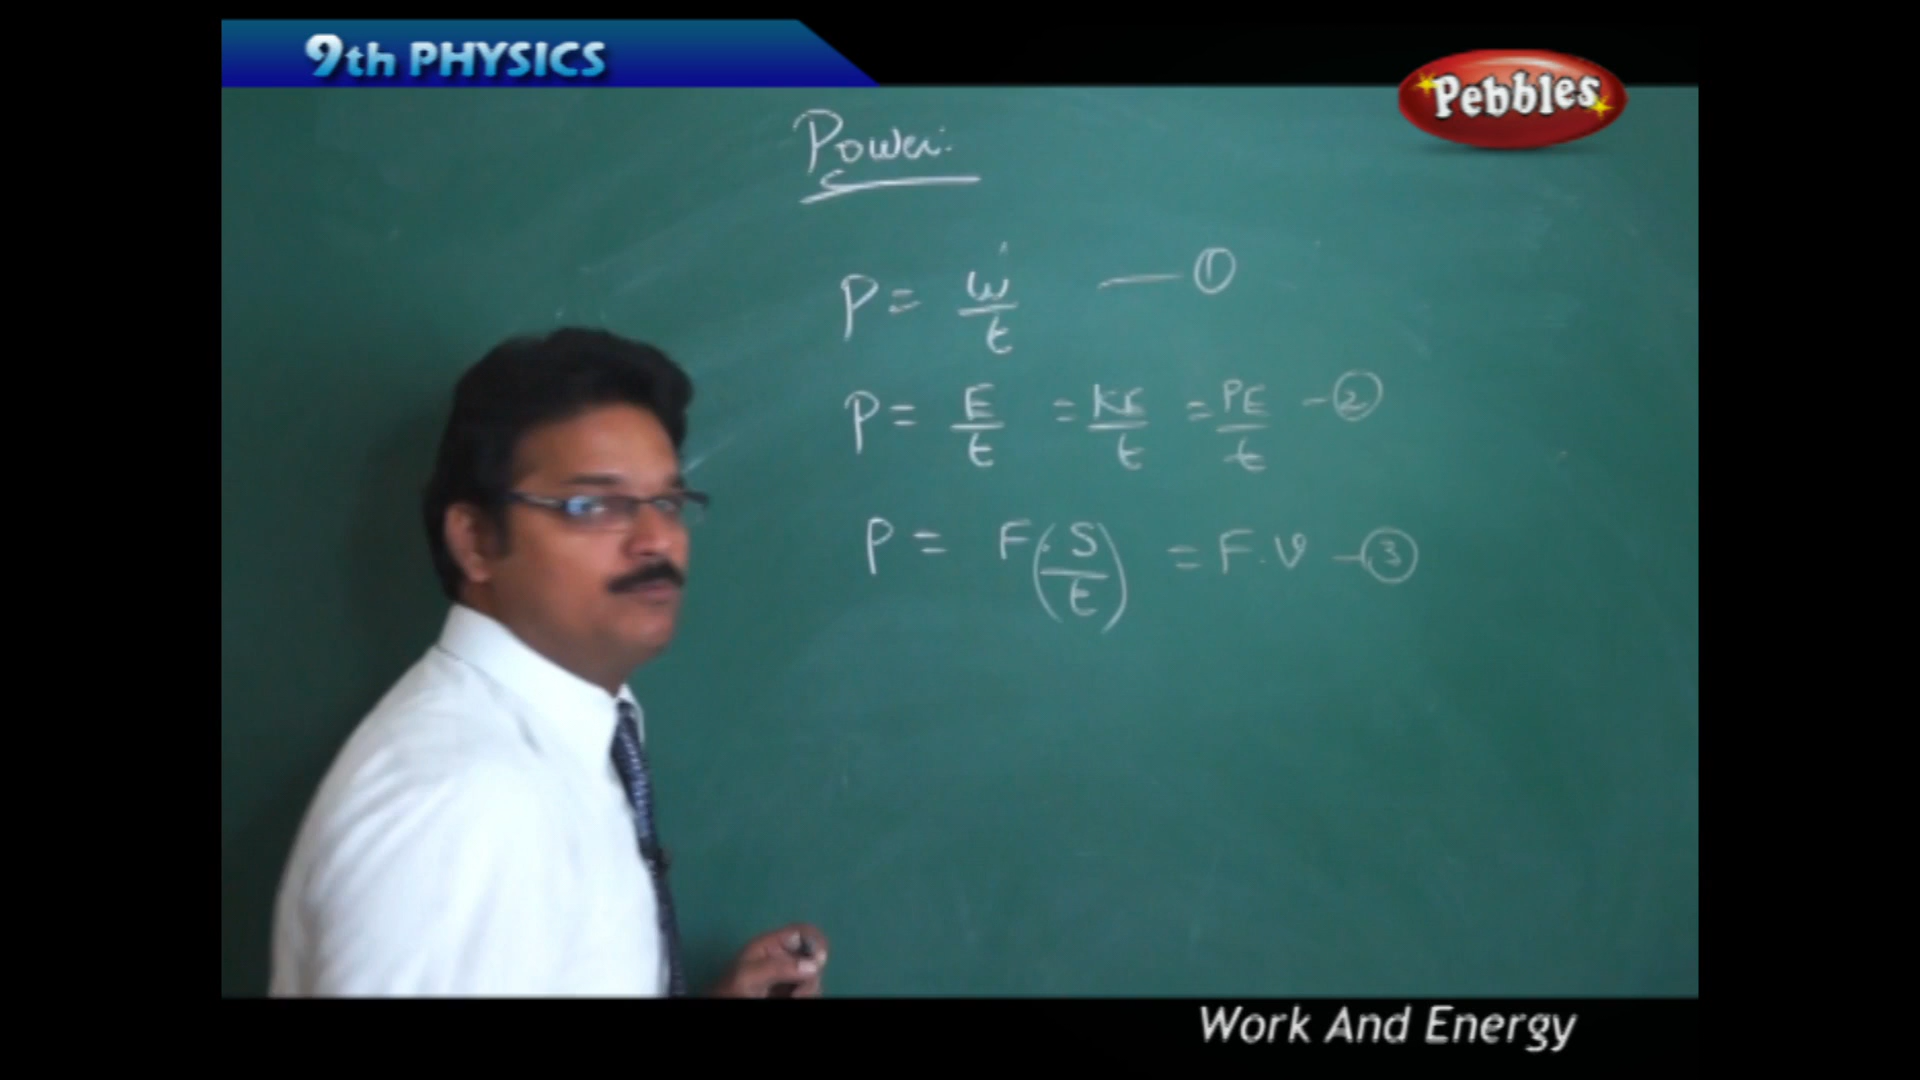 9th PHYSICS
Pebbles
Power:
P = W/t — ①
P = E/t = KE/t = PE/t - ②
P = F(. S/t) = F.v - ③
Work And Energy